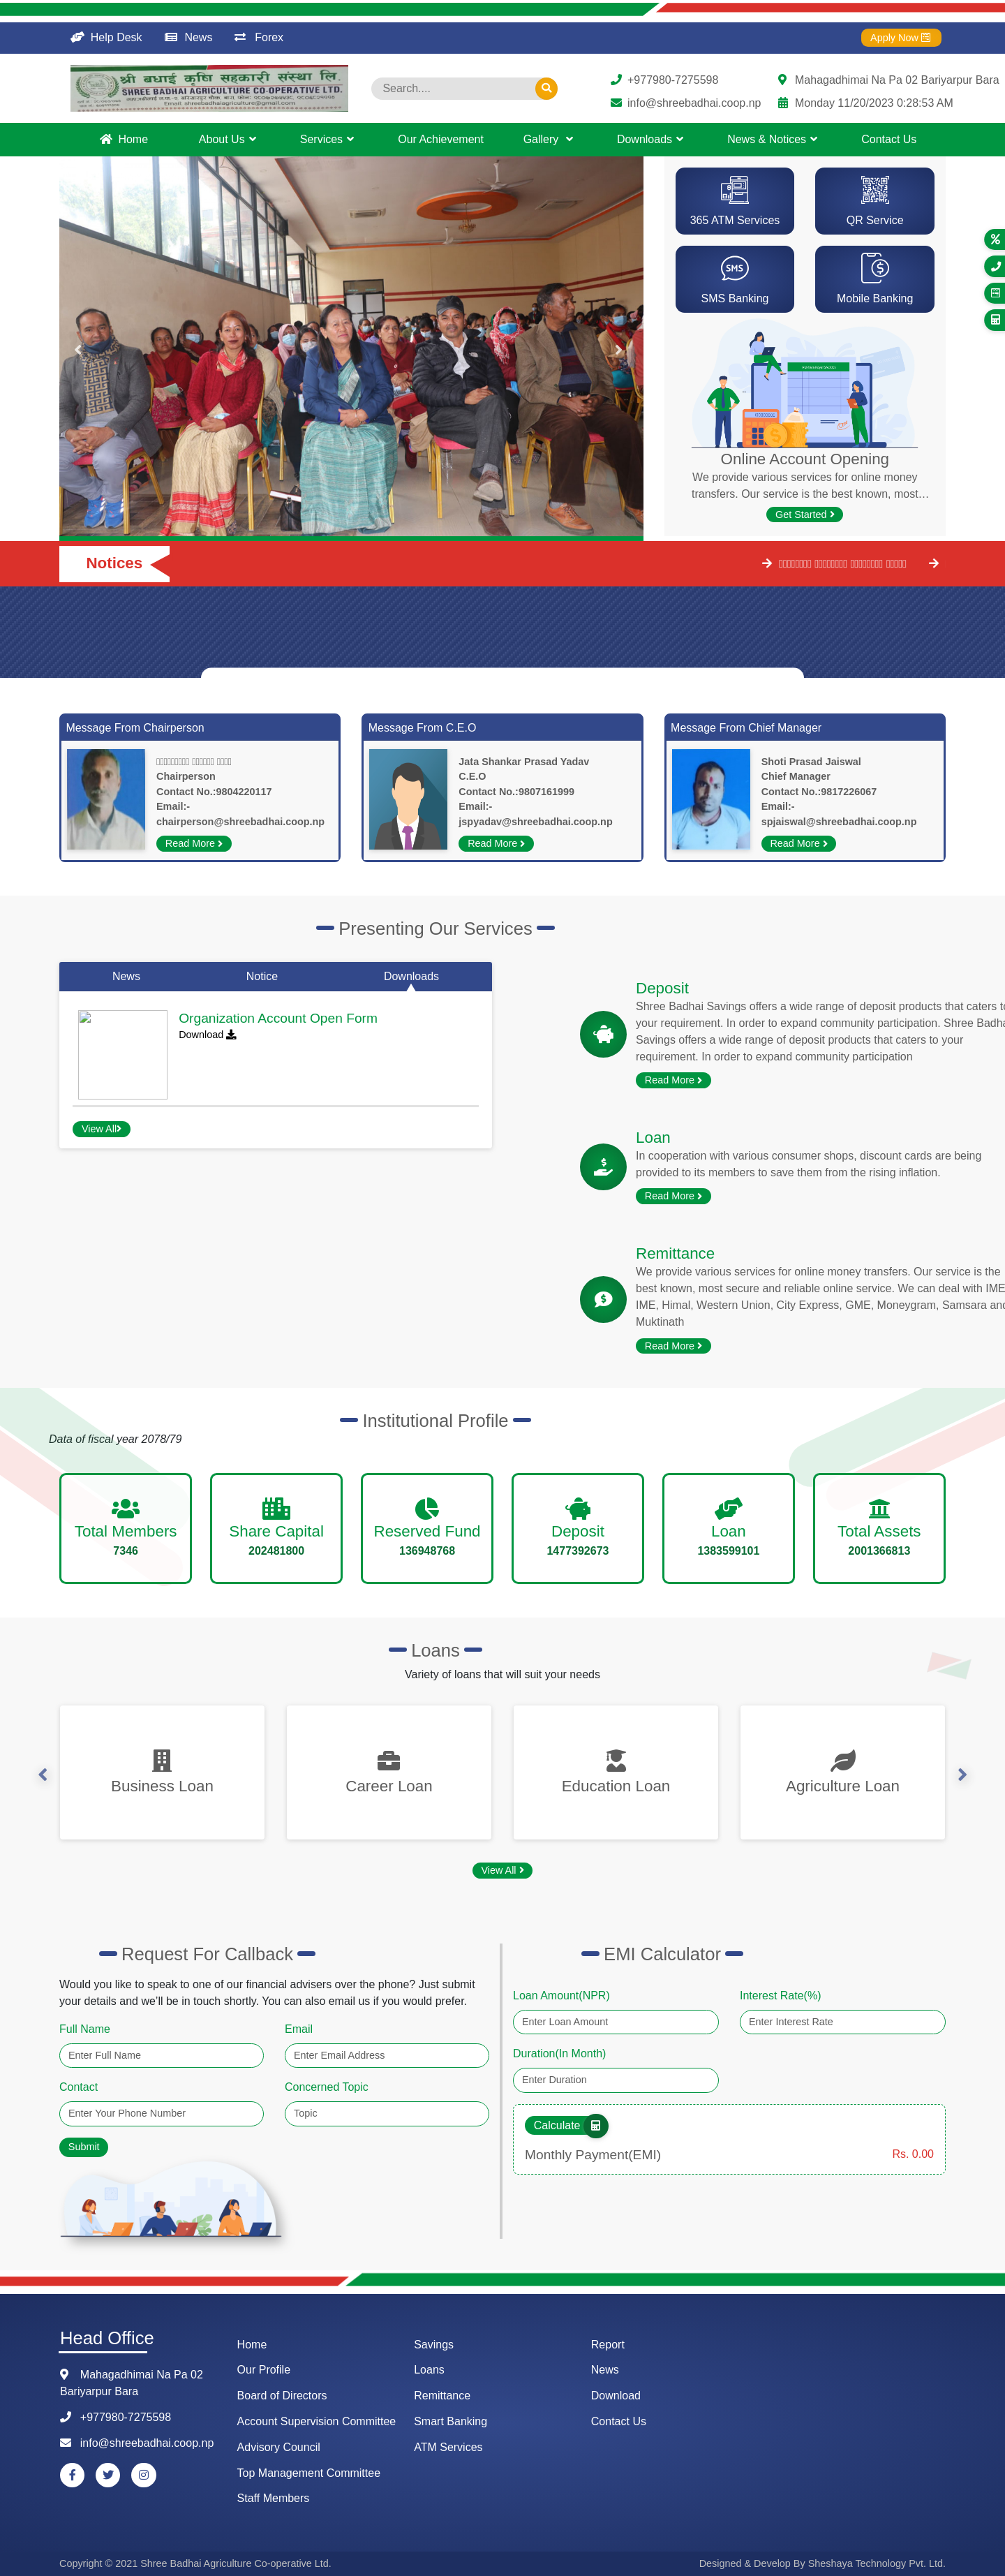 Help Desk News Forex Apply Now
श्री बधाई कृषि सहकारी संस्था लि.
SHREE BADHAI AGRICULTURE CO-OPERATIVE LTD.
Email: shreebadhaiagriculture@gmail.com
Search....
+977980-7275598
Mahagadhimai Na Pa 02 Bariyarpur Bara
info@shreebadhai.coop.np
Monday 11/20/2023 0:28:53 AM
Home About Us Services Our Achievement Gallery Downloads News & Notices Contact Us
365 ATM Services
QR Service
SMS Banking
Mobile Banking
Online Account Opening
We provide various services for online money
transfers. Our service is the best known, most…
Get Started
Notices
Message From Chairperson
Chairperson
Contact No.:9804220117
Email:-
chairperson@shreebadhai.coop.np
Read More
Message From C.E.O
Jata Shankar Prasad Yadav
C.E.O
Contact No.:9807161999
Email:-
jspyadav@shreebadhai.coop.np
Read More
Message From Chief Manager
Shoti Prasad Jaiswal
Chief Manager
Contact No.:9817226067
Email:-
spjaiswal@shreebadhai.coop.np
Read More
Presenting Our Services
News Notice Downloads
Organization Account Open Form
Download
View All
Deposit
Shree Badhai Savings offers a wide range of deposit products that caters to
your requirement. In order to expand community participation. Shree Badha
Savings offers a wide range of deposit products that caters to your
requirement. In order to expand community participation
Read More
Loan
In cooperation with various consumer shops, discount cards are being
provided to its members to save them from the rising inflation.
Read More
Remittance
We provide various services for online money transfers. Our service is the
best known, most secure and reliable online service. We can deal with IME
IME, Himal, Western Union, City Express, GME, Moneygram, Samsara and
Muktinath
Read More
Institutional Profile
Data of fiscal year 2078/79
Total Members
7346
Share Capital
202481800
Reserved Fund
136948768
Deposit
1477392673
Loan
1383599101
Total Assets
2001366813
Loans
Variety of loans that will suit your needs
Business Loan
Career Loan
Education Loan
Agriculture Loan
View All
Request For Callback
Would you like to speak to one of our financial advisers over the phone? Just submit
your details and we’ll be in touch shortly. You can also email us if you would prefer.
Full Name Email
Enter Full Name Enter Email Address
Contact Concerned Topic
Enter Your Phone Number Topic
Submit
EMI Calculator
Loan Amount(NPR) Interest Rate(%)
Enter Loan Amount Enter Interest Rate
Duration(In Month)
Enter Duration
Calculate
Monthly Payment(EMI) Rs. 0.00
Head Office
Mahagadhimai Na Pa 02
Bariyarpur Bara
+977980-7275598
info@shreebadhai.coop.np
Home
Our Profile
Board of Directors
Account Supervision Committee
Advisory Council
Top Management Committee
Staff Members
Savings
Loans
Remittance
Smart Banking
ATM Services
Report
News
Download
Contact Us
Copyright © 2021 Shree Badhai Agriculture Co-operative Ltd.
Designed & Develop By Sheshaya Technology Pvt. Ltd.